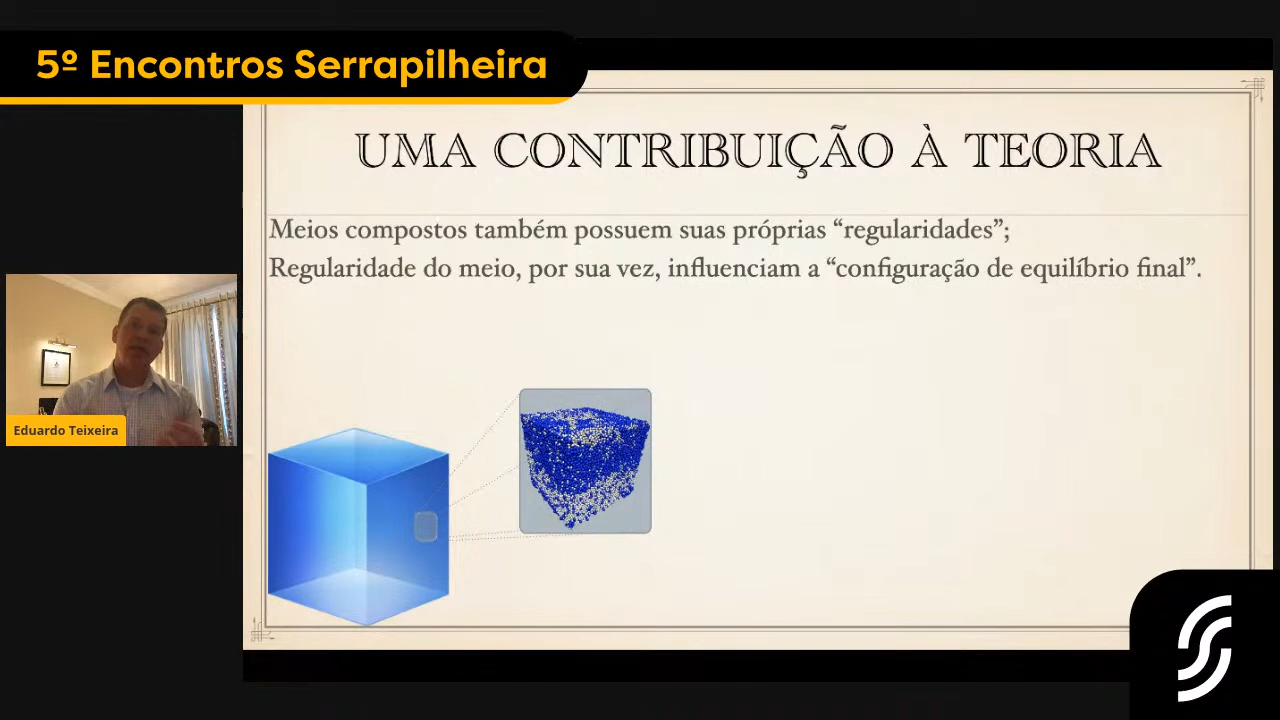 5º Encontros Serrapilheira
UMA CONTRIBUIÇÃO À TEORIA
Meios compostos também possuem suas próprias “regularidades”;
Regularidade do meio, por sua vez, influenciam a “configuração de equilíbrio final”.
Eduardo Teixeira